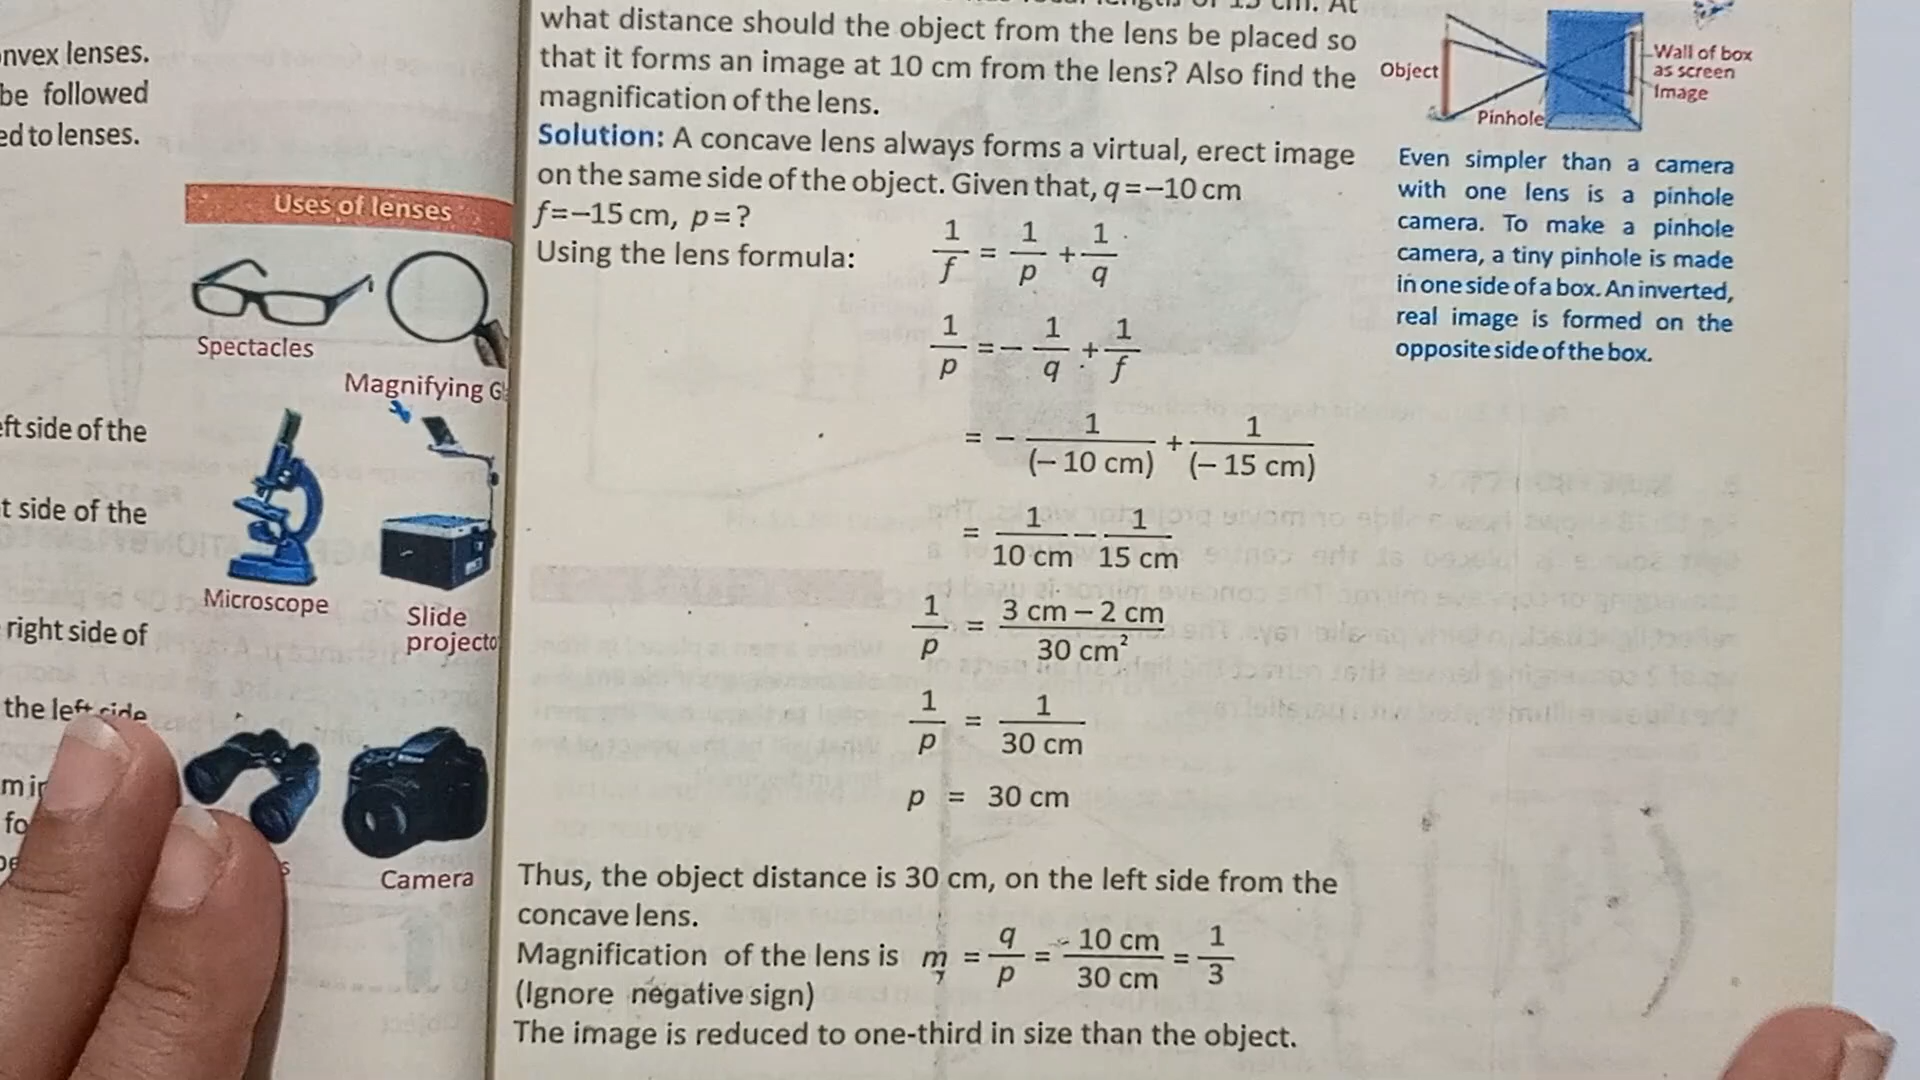 nvex lenses.
be followed
ed to lenses.
Uses of lenses
Spectacles
Magnifying
ft side of the
t side of the
Microscope
Slide
projecto
right side of
the left side
Camera
what distance should the object from the lens be placed so
that it forms an image at 10 cm from the lens? Also find the
magnification of the lens.
Solution: A concave lens always forms a virtual, erect image
on the same side of the object. Given that, q=−10 cm
f=−15 cm, p=?
Using the lens formula: 1/f = 1/p + 1/q
1/p = − 1/q + 1/f
= − 1/(− 10 cm) + 1/(− 15 cm)
= 1/10 cm − 1/15 cm
1/p = 3 cm − 2 cm/30 cm²
1/p = 1/30 cm
p = 30 cm
Thus, the object distance is 30 cm, on the left side from the
concave lens.
Magnification of the lens is m = q/p = - 10 cm/30 cm = 1/3
(Ignore negative sign)
The image is reduced to one-third in size than the object.
Object
Pinhole
Wall of box
as screen
Image
Even simpler than a camera
with one lens is a pinhole
camera. To make a pinhole
camera, a tiny pinhole is made
in one side of a box. An inverted,
real image is formed on the
opposite side of the box.